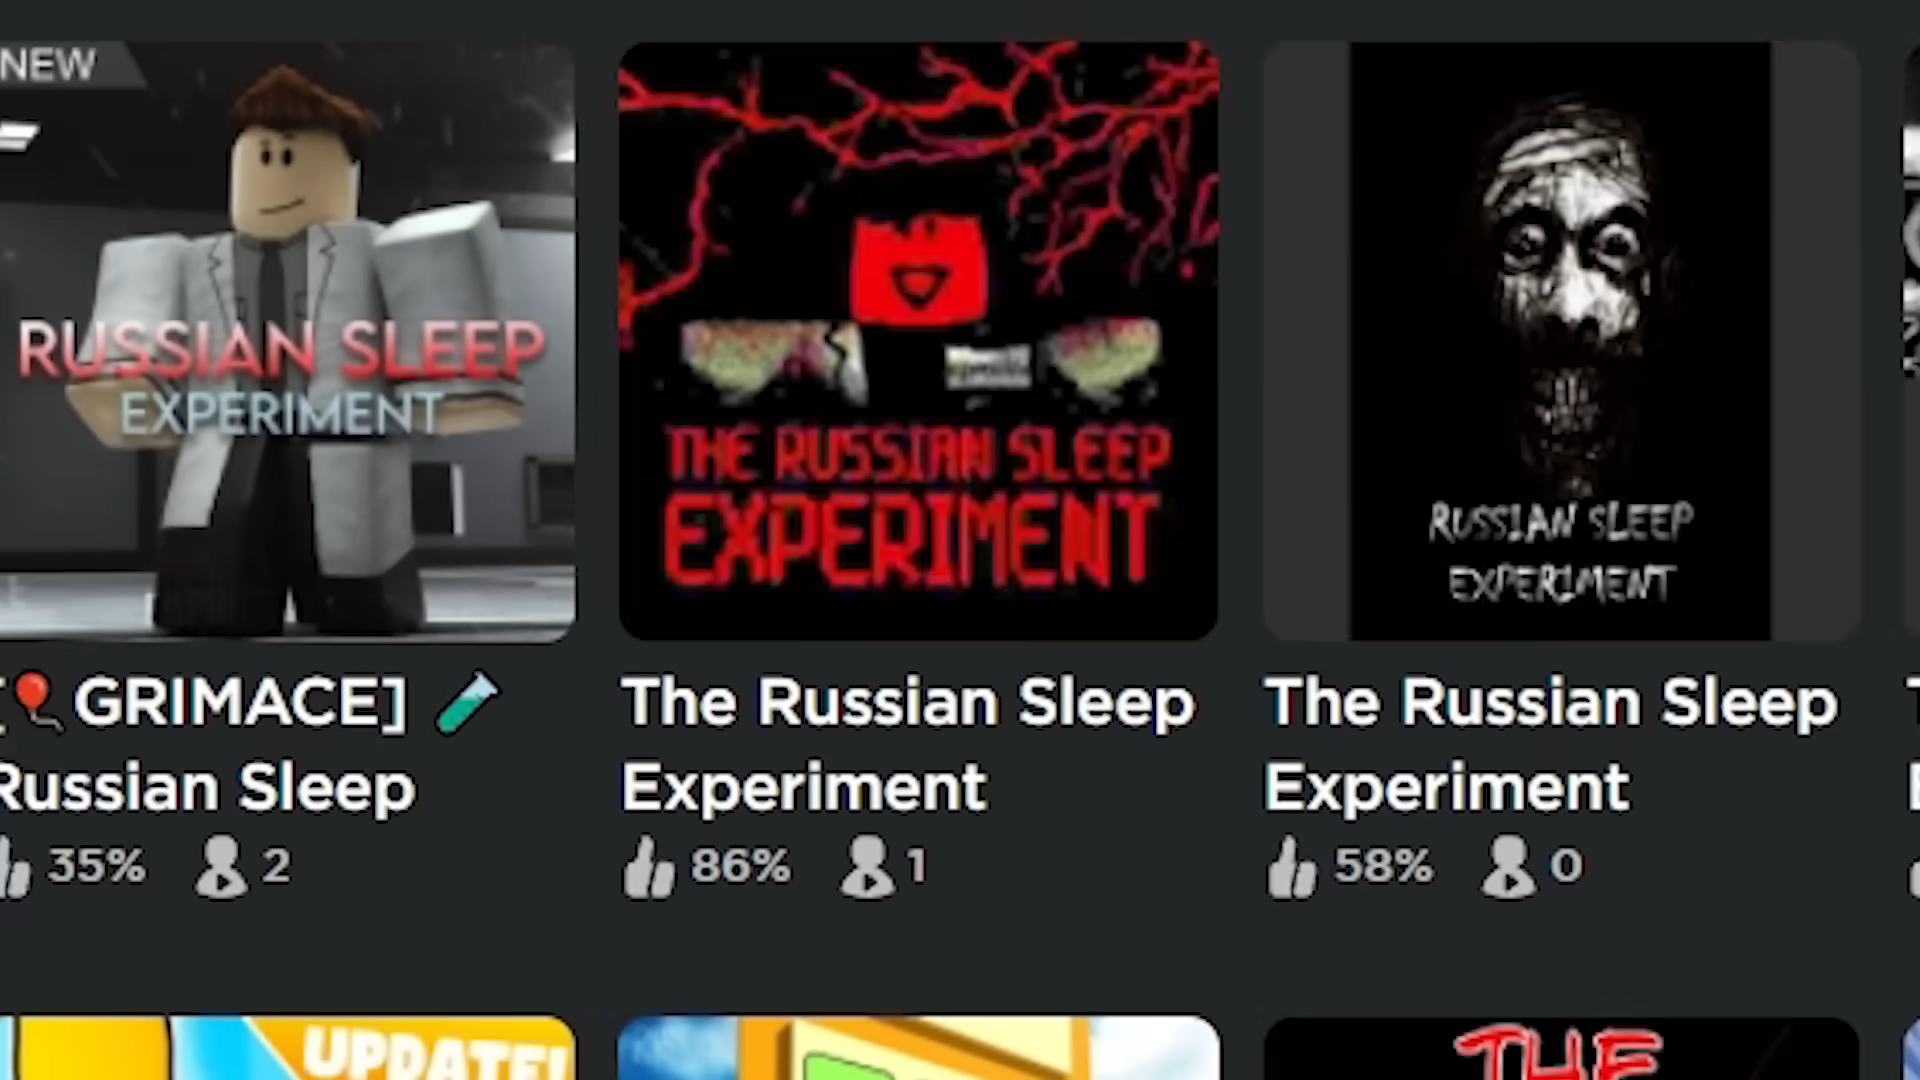 NEW
RUSSIAN SLEEP
EXPERIMENT
THE RUSSIAN SLEEP
EXPERIMENT
RUSSIAN SLEEP
EXPERIMENT
[🎈 GRIMACE] 🧪
Russian Sleep
35% 2
The Russian Sleep
Experiment
86% 1
The Russian Sleep
Experiment
58% 0
UPDATE!
THE